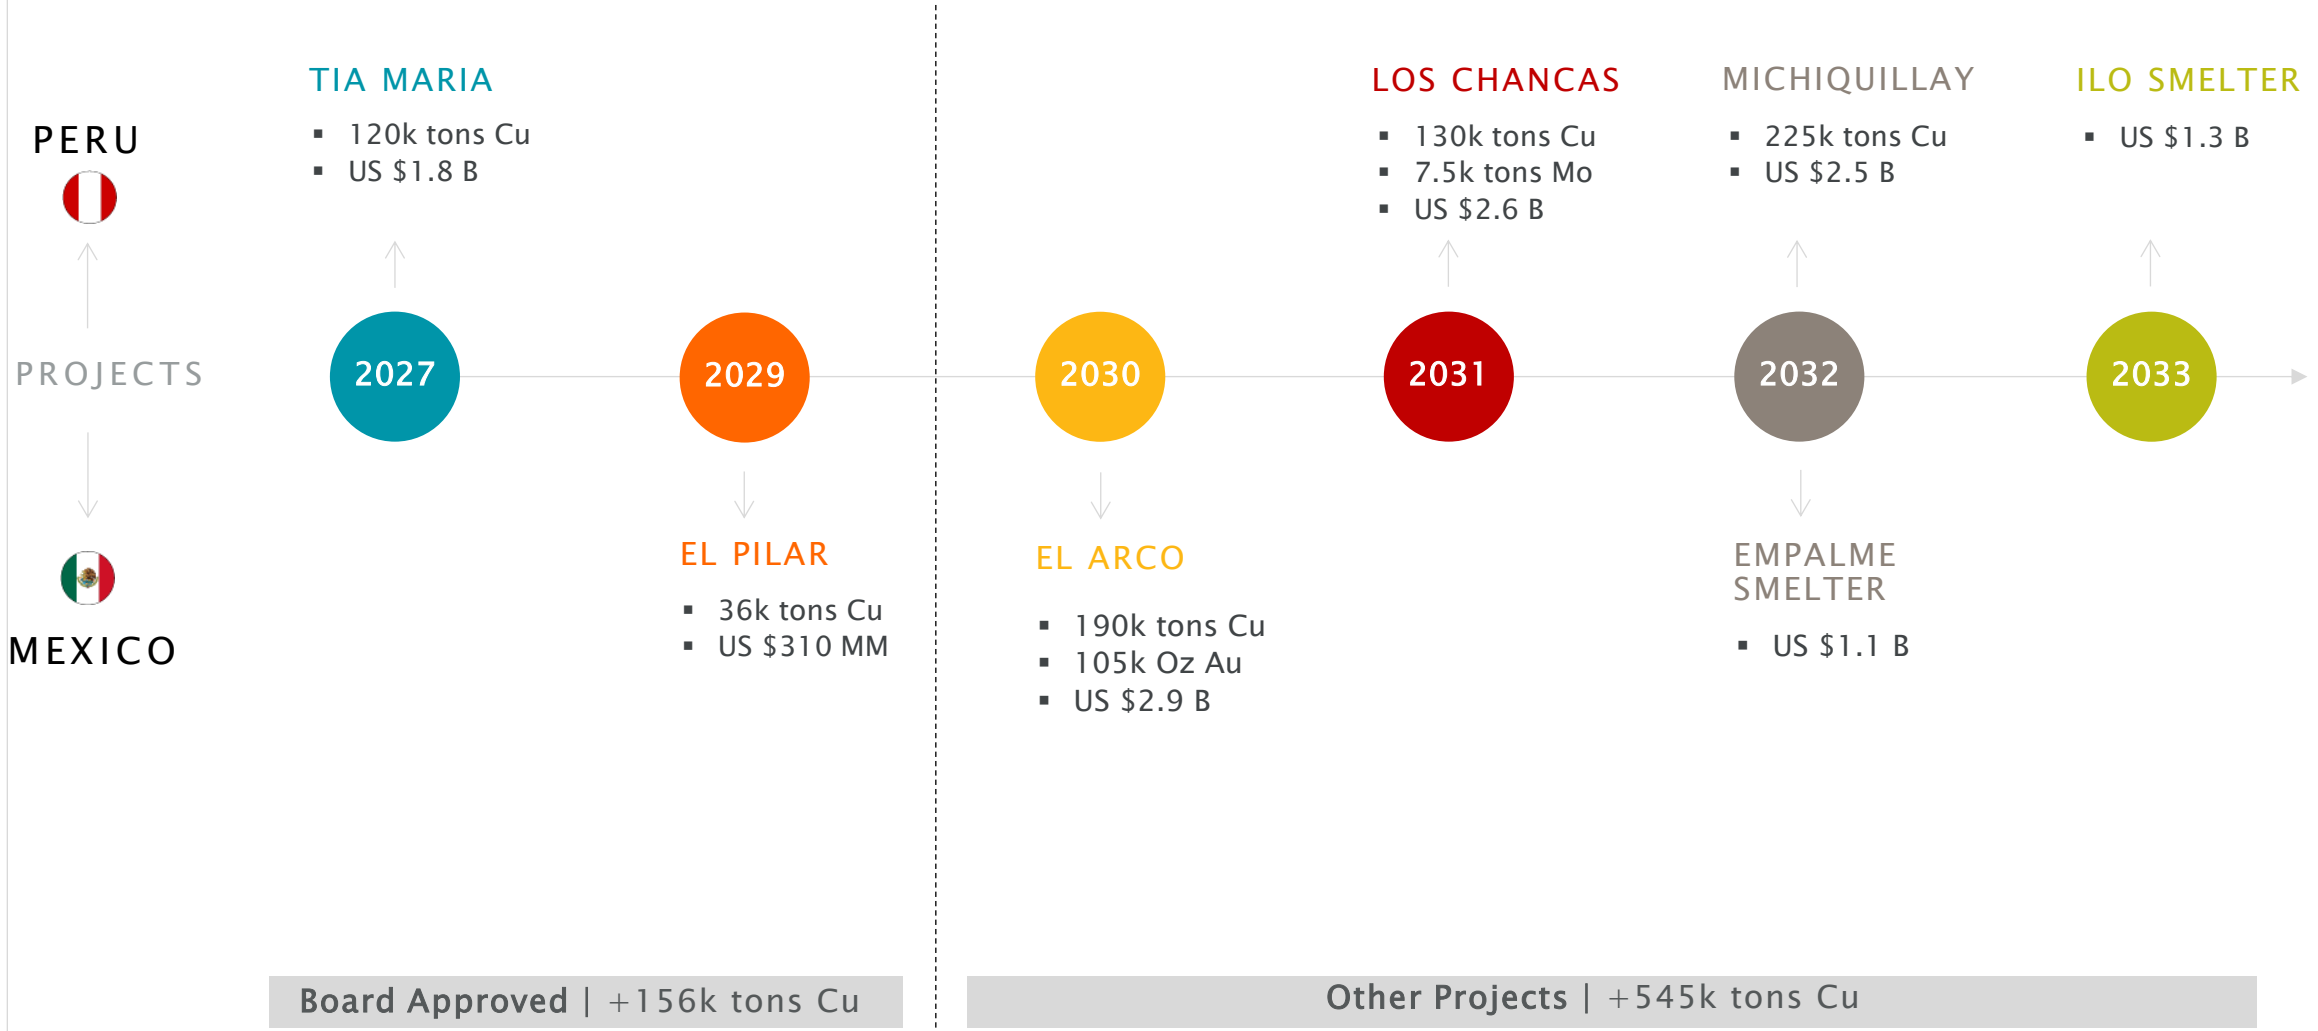 TIA MARIA
▪ 120k tons Cu
▪ US $1.8 B
LOS CHANCAS
▪ 130k tons Cu
▪ 7.5k tons Mo
▪ US $2.6 B
MICHIQUILLAY
▪ 225k tons Cu
▪ US $2.5 B
ILO SMELTER
▪ US $1.3 B
PERU
PROJECTS
2027
2029
2030
2031
2032
2033
MEXICO
EL PILAR
▪ 36k tons Cu
▪ US $310 MM
EL ARCO
▪ 190k tons Cu
▪ 105k Oz Au
▪ US $2.9 B
EMPALME
SMELTER
▪ US $1.1 B
Board Approved | +156k tons Cu
Other Projects | +545k tons Cu